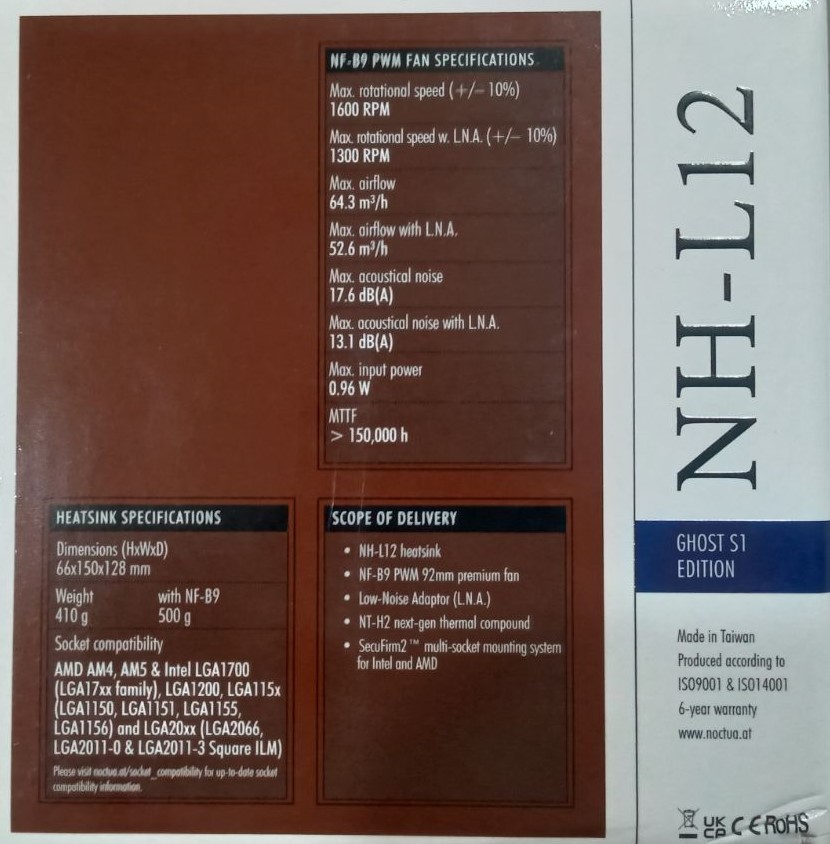 NF-B9 PWM FAN SPECIFICATIONS
Max. rotational speed (+/– 10%)
1600 RPM
Max. rotational speed w. L.N.A. (+/– 10%)
1300 RPM
Max. airflow
64.3 m³/h
Max. airflow with L.N.A.
52.6 m³/h
Max. acoustical noise
17.6 dB(A)
Max. acoustical noise with L.N.A.
13.1 dB(A)
Max. input power
0.96 W
MTTF
> 150,000 h
HEATSINK SPECIFICATIONS
Dimensions (HxWxD)
66x150x128 mm
Weight with NF-B9
410 g 500 g
Socket compatibility
AMD AM4, AM5 & Intel LGA1700
(LGA17xx family), LGA1200, LGA115x
(LGA1150, LGA1151, LGA1155,
LGA1156) and LGA20xx (LGA2066,
LGA2011-0 & LGA2011-3 Square ILM)
Please visit noctua.at/socket_compatibility for up-to-date socket
compatibility information.
SCOPE OF DELIVERY
• NH-L12 heatsink
• NF-B9 PWM 92mm premium fan
• Low-Noise Adaptor (L.N.A.)
• NT-H2 next-gen thermal compound
• SecuFirm2™ multi-socket mounting system
for Intel and AMD
NH-L12
GHOST S1
EDITION
Made in Taiwan
Produced according to
ISO9001 & ISO14001
6-year warranty
www.noctua.at
UK
CA CE RoHS